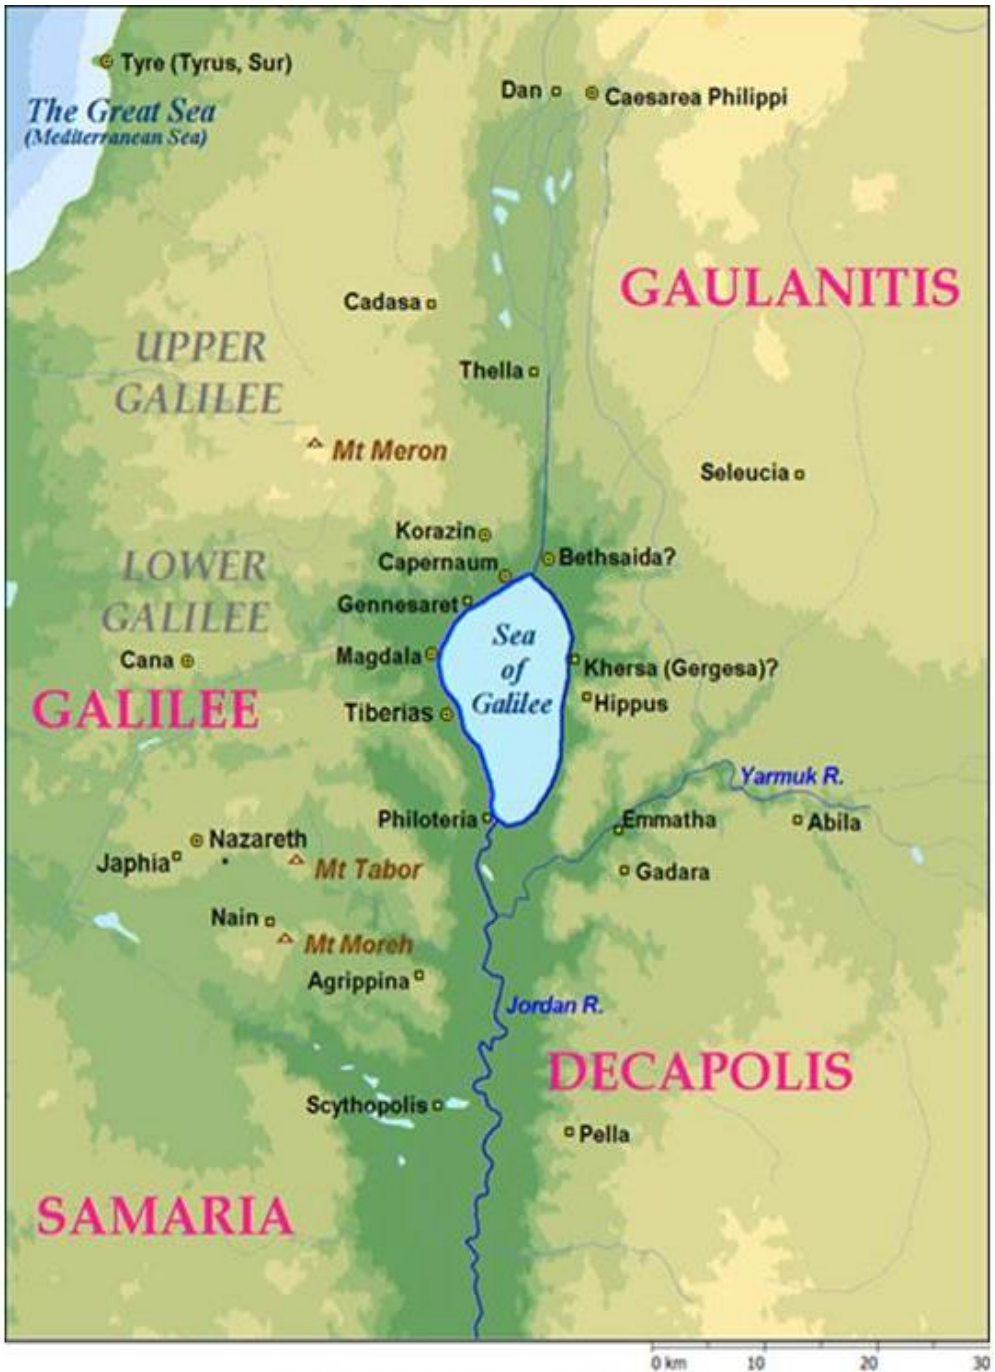 Tyre (Tyrus, Sur)
The Great Sea
(Mediterranean Sea)
Dan
Caesarea Philippi
GAULANITIS
Cadasa
UPPER
GALILEE
Thella
Mt Meron
Seleucia
Korazin
Capernaum
Bethsaida?
LOWER
GALILEE
Gennesaret
Sea
of
Galilee
Cana
Magdala
Khersa (Gergesa)?
GALILEE
Tiberias
Hippus
Yarmuk R.
Philoteria
Emmatha
Abila
Nazareth
Japhia
Mt Tabor
Gadara
Nain
Mt Moreh
Agrippina
Jordan R.
DECAPOLIS
Scythopolis
Pella
SAMARIA
0 km 10 20 30